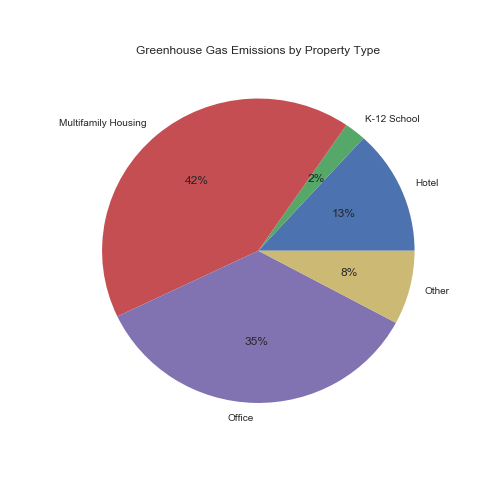 Greenhouse Gas Emissions by Property Type
K-12 School
Multifamily Housing
2%
42%
Hotel
13%
8%
Other
35%
Office